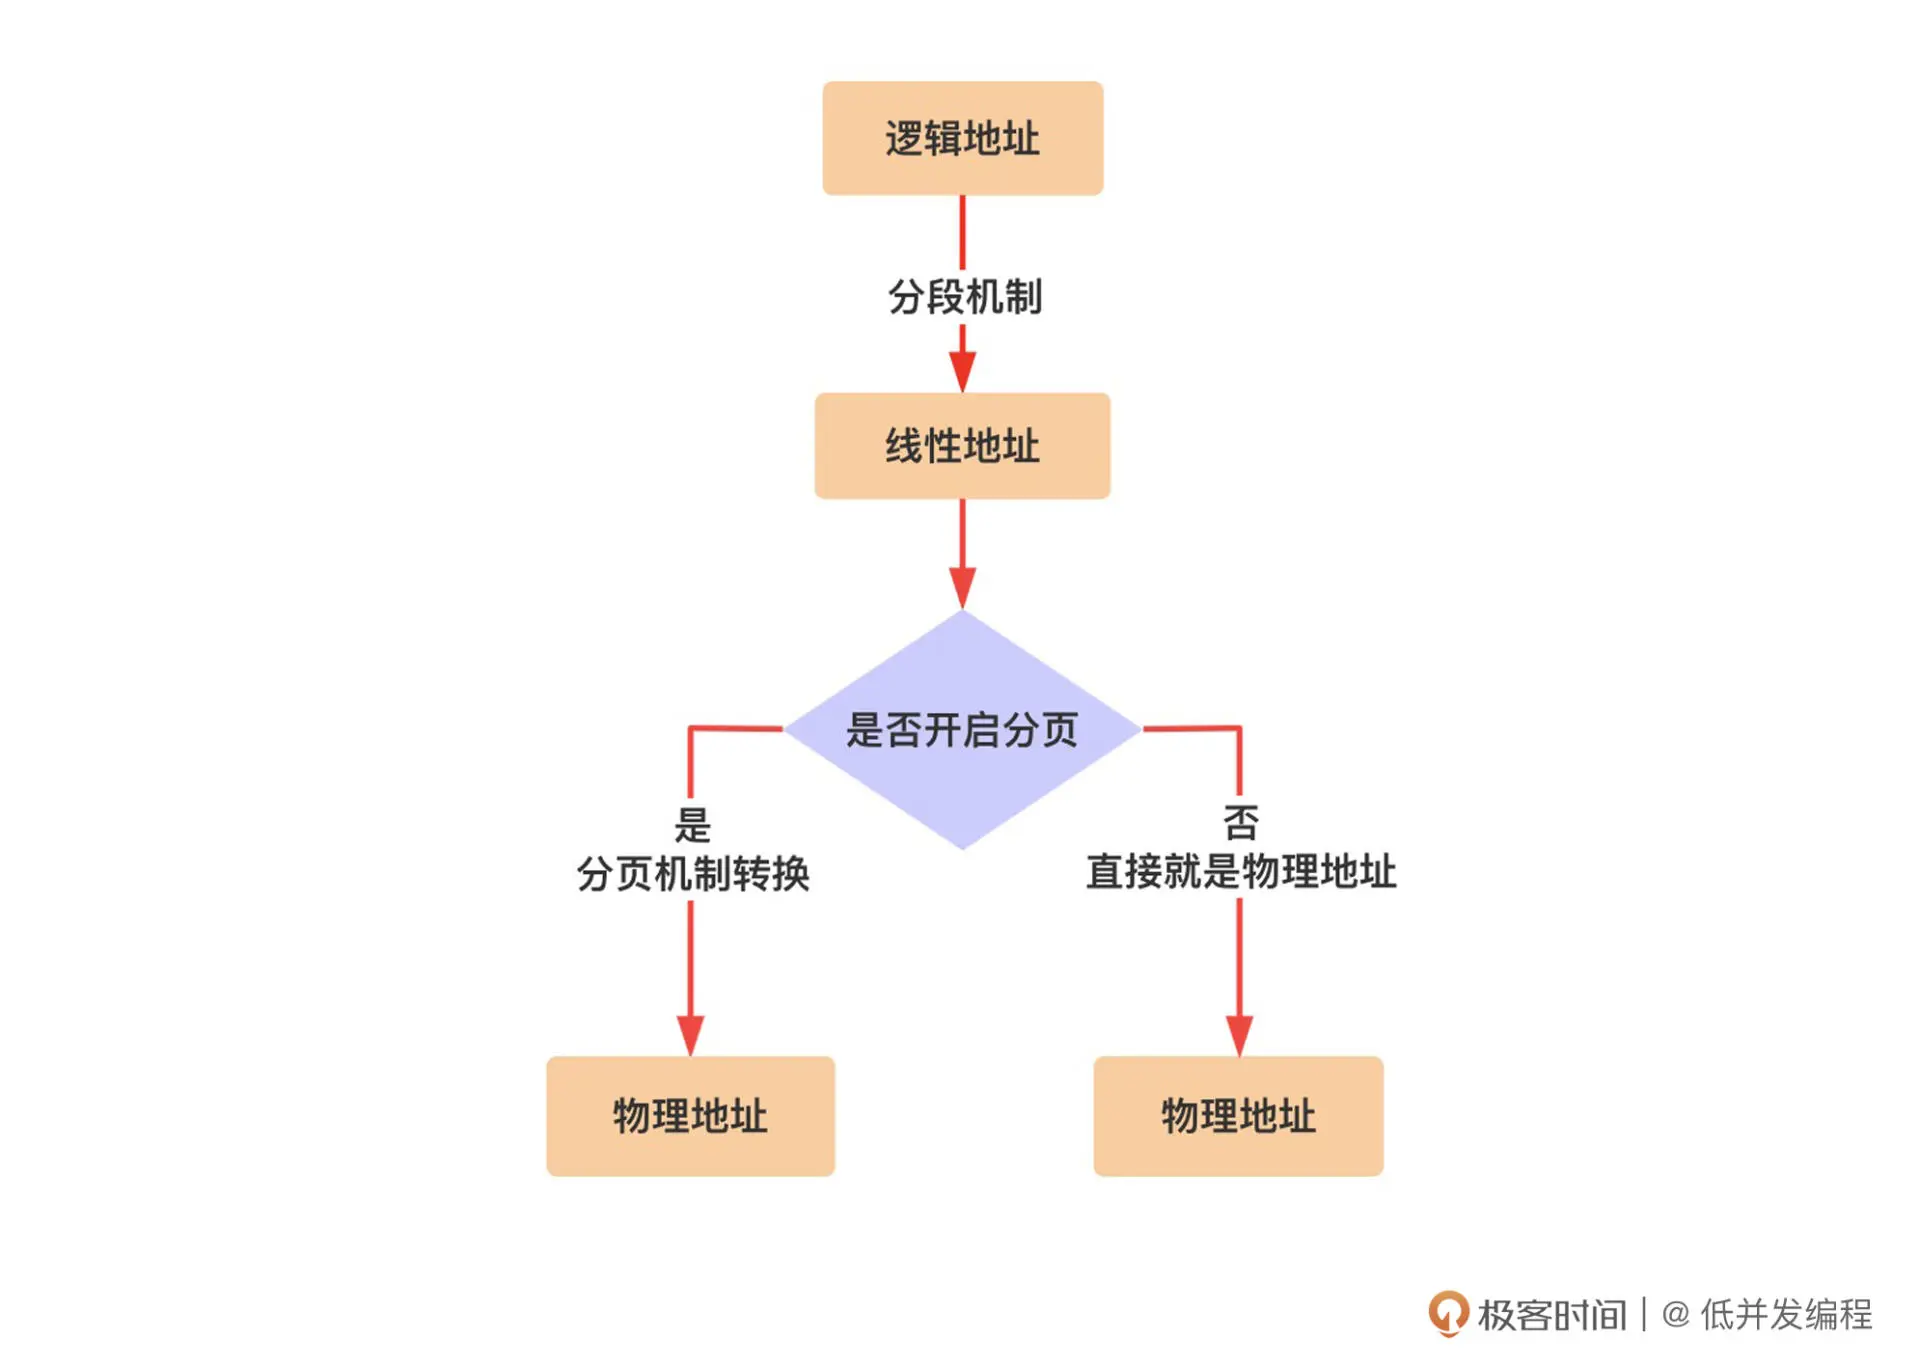 逻辑地址
分段机制
线性地址
是否开启分页
是
分页机制转换
否
直接就是物理地址
物理地址
物理地址
极客时间 | @ 低并发编程